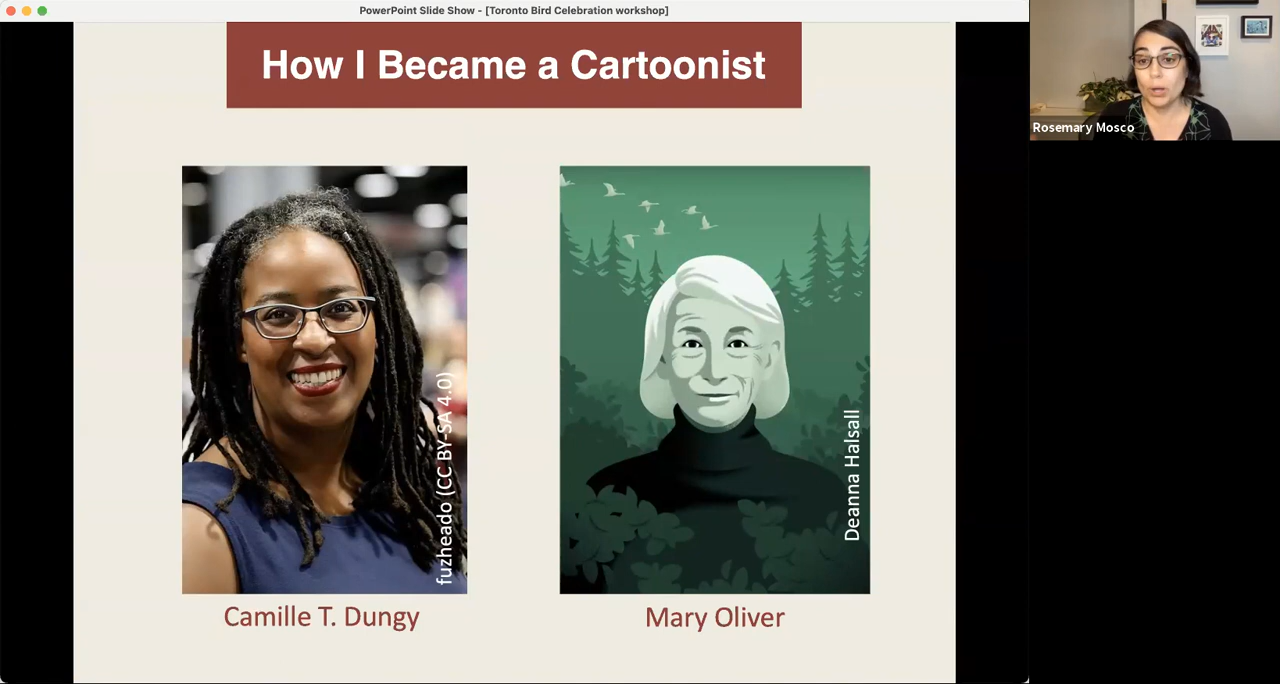 PowerPoint Slide Show - [Toronto Bird Celebration workshop]
How I Became a Cartoonist
Rosemary Mosco
fuzheado (CC BY-SA 4.0)
Deanna Halsall
Camille T. Dungy
Mary Oliver